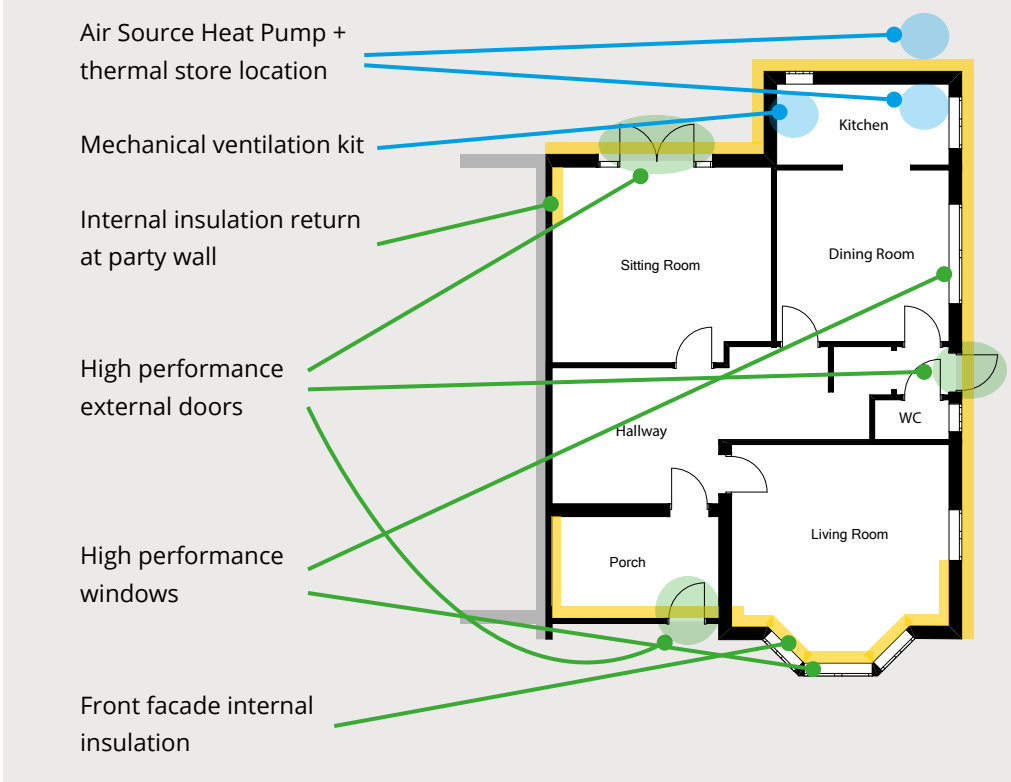 Air Source Heat Pump +
thermal store location
Mechanical ventilation kit
Internal insulation return
at party wall
High performance
external doors
High performance
windows
Front facade internal
insulation
Kitchen
Sitting Room
Dining Room
WC
Hallway
Living Room
Porch